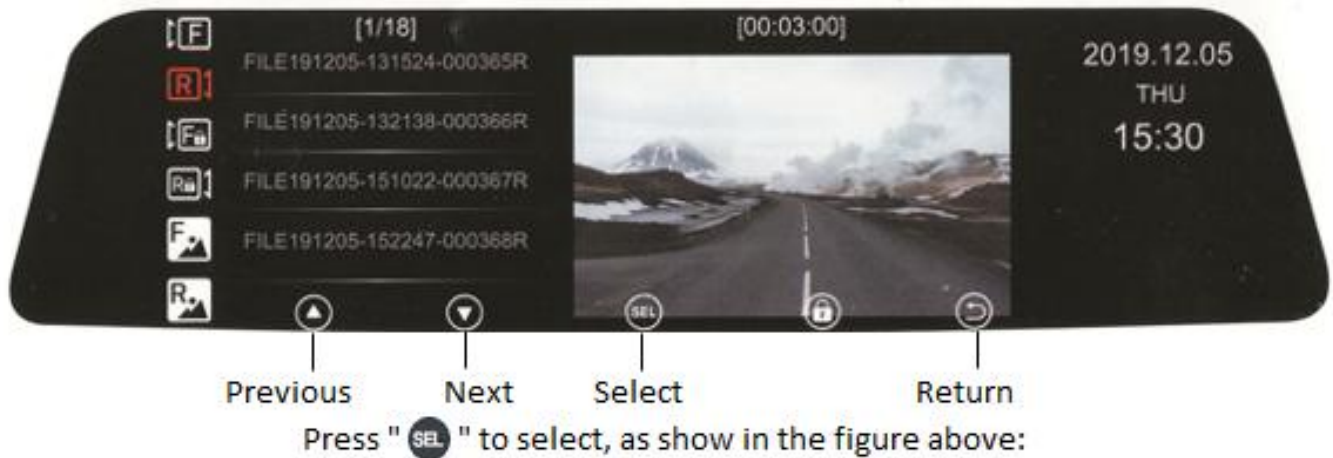 F
[1/18]
[00:03:00]
2019.12.05
THU
15:30
R
FILE191205-131524-000365R
F
FILE191205-132138-000366R
R
FILE191205-151022-000367R
F
FILE191205-152247-000368R
R
SEL
Previous
Next
Select
Return
Press " SEL " to select, as show in the figure above: